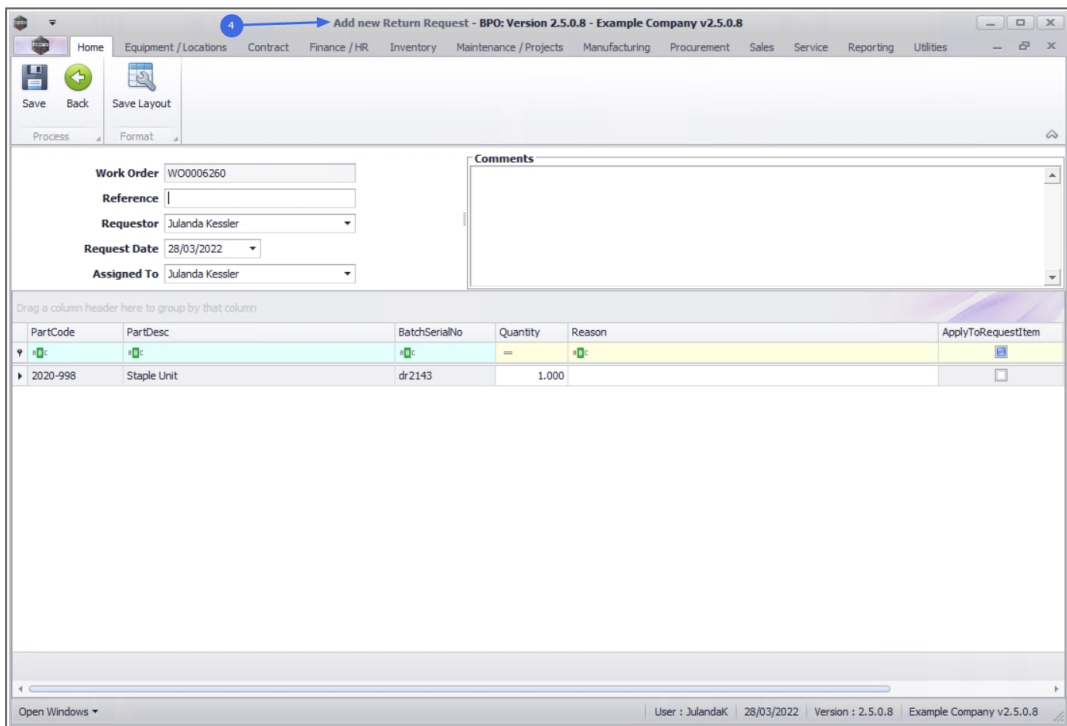 4
Add new Return Request - BPO: Version 2.5.0.8 - Example Company v2.5.0.8
Home Equipment / Locations Contract Finance / HR Inventory Maintenance / Projects Manufacturing Procurement Sales Service Reporting Utilities
Save Back Save Layout
Process Format
Work Order WO0006260
Reference
Requestor Julanda Kessler
Request Date 28/03/2022
Assigned To Julanda Kessler
Comments
Drag a column header here to group by that column
PartCode PartDesc BatchSerialNo Quantity Reason ApplyToRequestItem
2020-998 Staple Unit dr2143 1.000
Open Windows User : JulandaK 28/03/2022 Version : 2.5.0.8 Example Company v2.5.0.8